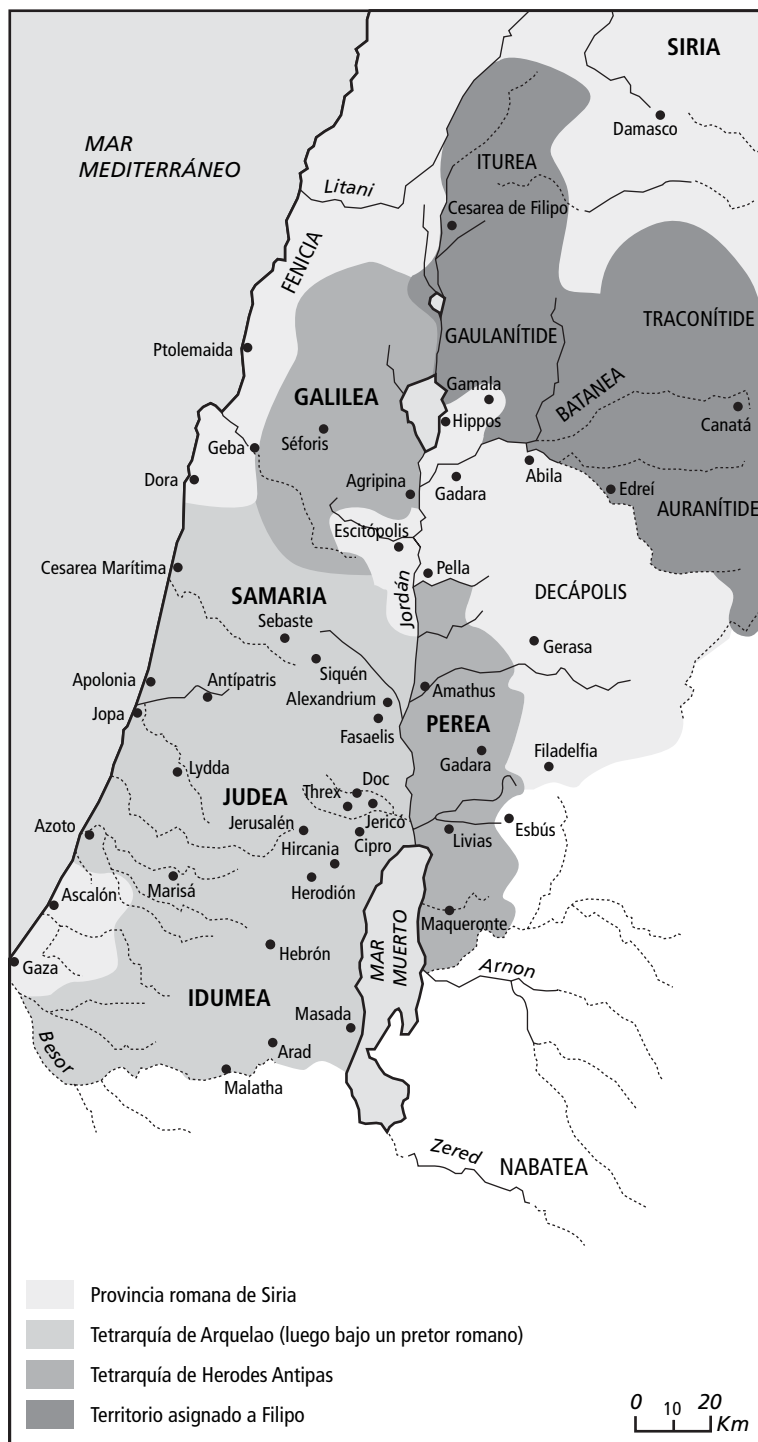 SIRIA
MAR
MEDITERRÁNEO
Damasco
ITUREA
Litani
Cesarea de Filipo
FENICIA
TRACONÍTIDE
GAULANÍTIDE
Ptolemaida
BATANEA
Gamala
GALILEA
Canatá
Hippos
Séforis
Geba
Abila
Dora
Agripina
Gadara
Edreí
AURANÍTIDE
Escitópolis
Cesarea Marítima
Pella
Jordán
SAMARIA
DECÁPOLIS
Sebaste
Gerasa
Siquén
Apolonia
Antípatris
Alexandrium
Amathus
Jopa
Fasaelis
PEREA
Gadara
Filadelfia
Lydda
Doc
JUDEA
Threx
Jerusalén
Jericó
Esbús
Azoto
Cipro
Livias
Hircania
Marisá
Herodión
Ascalón
Maqueronte
MAR
MUERTO
Hebrón
Gaza
Arnon
IDUMEA
Masada
Besor
Arad
Malatha
Zered
NABATEA
Provincia romana de Siria
Tetrarquía de Arquelao (luego bajo un pretor romano)
Tetrarquía de Herodes Antipas
Territorio asignado a Filipo
0 10 20
Km